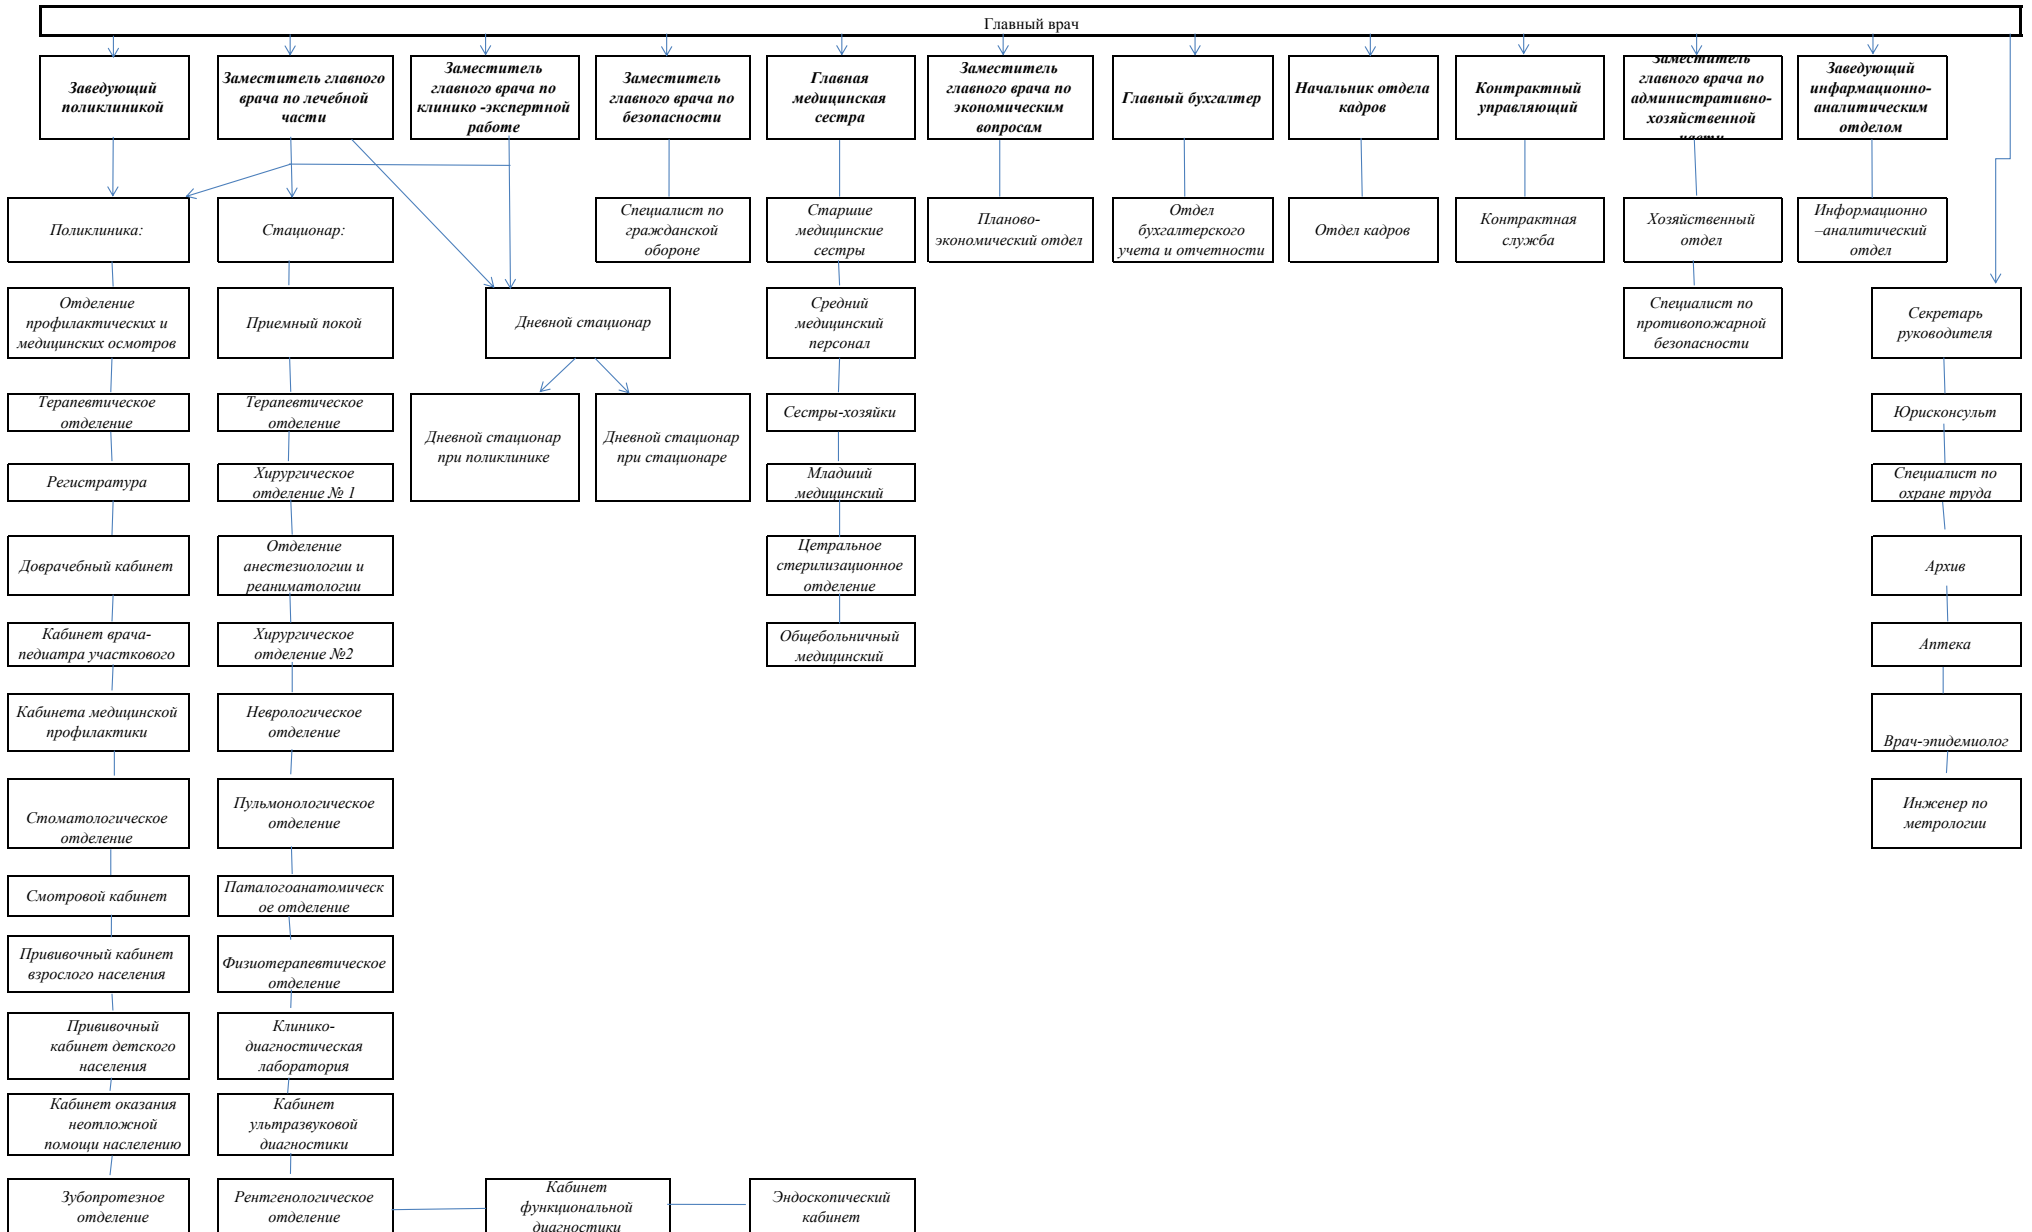 Главный врач
Заведующий
поликлиникой
Заместитель главного
врача по лечебной
части
Заместитель
главного врача по
клинико -экспертной
работе
Заместитель
главного врача по
безопасности
Главная
медицинская
сестра
Заместитель
главного врача по
экономическим
вопросам
Главный бухгалтер
Начальник отдела
кадров
Контрактный
управляющий
Заместитель
главного врача по
административно-
хозяйственной
части
Заведующий
инфармационно-
аналитическим
отделом
Поликлиника:
Стационар:
Специалист по
гражданской
обороне
Старшие
медицинские
сестры
Планово-
экономический отдел
Отдел
бухгалтерского
учета и отчетности
Отдел кадров
Контрактная
служба
Хозяйственный
отдел
Информационно
–аналитический
отдел
Отделение
профилактических и
медицинских осмотров
Приемный покой
Дневной стационар
Средний
медицинский
персонал
Специалист по
противопожарной
безопасности
Секретарь
руководителя
Терапевтическое
отделение
Терапевтическое
отделение
Дневной стационар
при поликлинике
Дневной стационар
при стационаре
Сестры-хозяйки
Юрисконсульт
Регистратура
Хирургическое
отделение № 1
Младший
медицинский
Специалист по
охране труда
Доврачебный кабинет
Отделение
анестезиологии и
реаниматологии
Цетральное
стерилизационное
отделение
Архив
Кабинет врача-
педиатра участкового
Хирургическое
отделение №2
Общебольничный
медицинский
Аптека
Кабинета медицинской
профилактики
Неврологическое
отделение
Врач-эпидемиолог
Стоматологическое
отделение
Пульмонологическое
отделение
Инженер по
метрологии
Смотровой кабинет
Паталогоанатомическ
ое отделение
Прививочный кабинет
взрослого населения
Физиотерапевтическое
отделение
Прививочный
кабинет детского
населения
Клинико-
диагностическая
лаборатория
Кабинет оказания
неотложной
помощи наслелению
Кабинет
ультразвуковой
диагностики
Зубопротезное
отделение
Рентгенологическое
отделение
Кабинет
функциональной
диагностики
Эндоскопический
кабинет